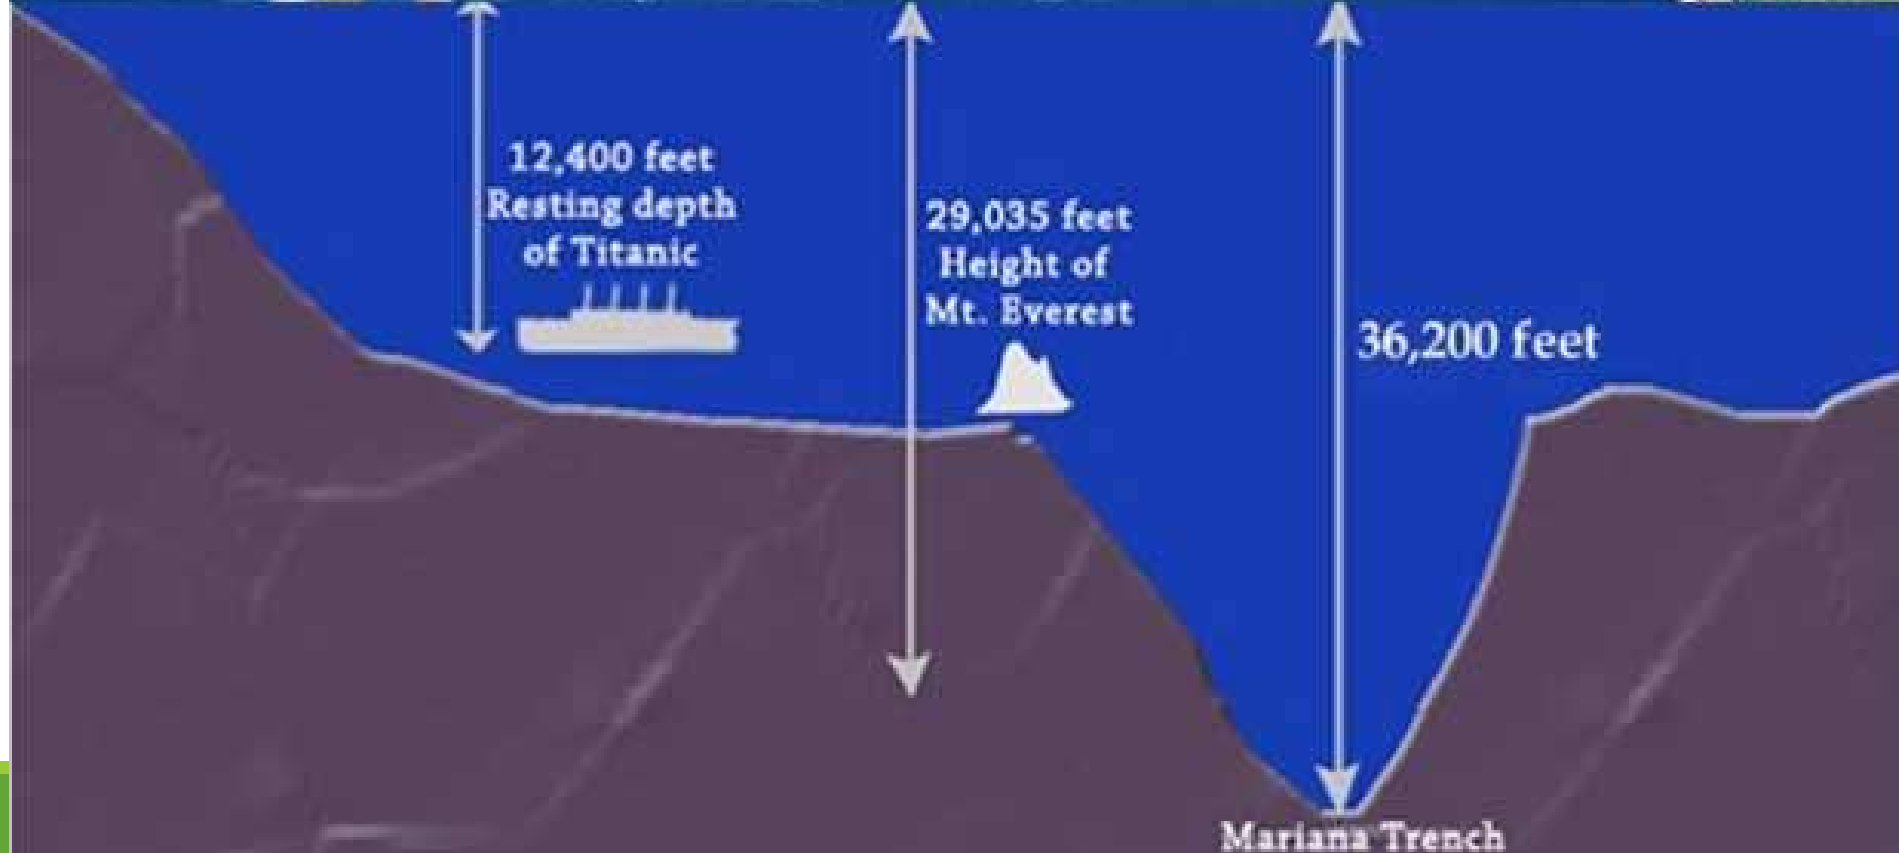 12,400 feet
Resting depth
of Titanic
29,035 feet
Height of
Mt. Everest
36,200 feet
Mariana Trench